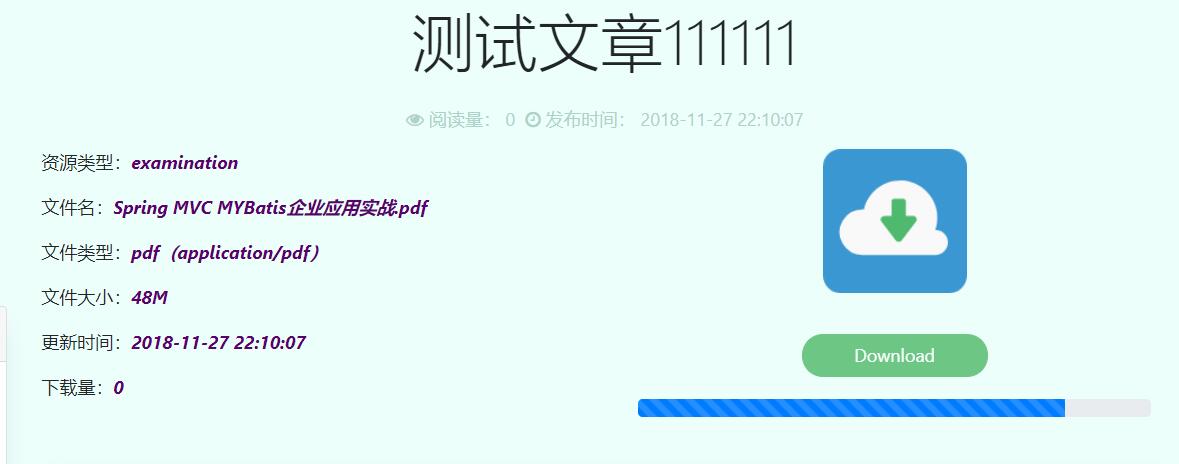 测试文章111111
阅读量： 0 发布时间： 2018-11-27 22:10:07
资源类型：examination
文件名：Spring MVC MYBatis企业应用实战.pdf
文件类型：pdf（application/pdf）
文件大小：48M
更新时间：2018-11-27 22:10:07
下载量：0
Download